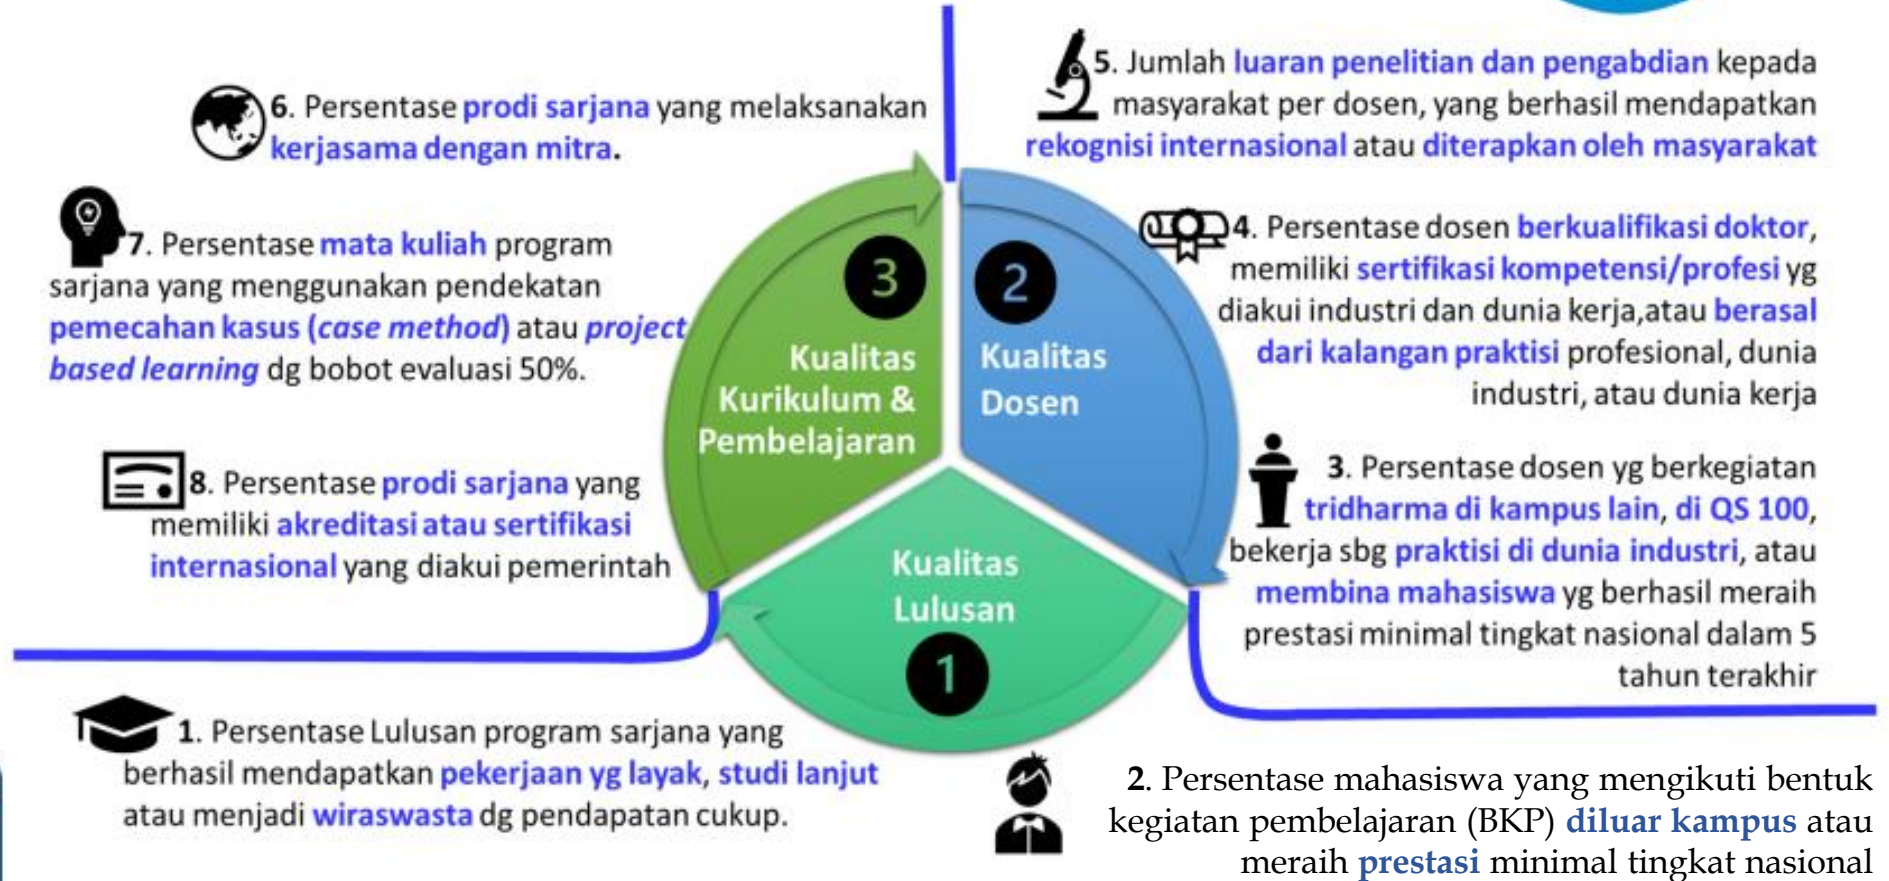 6. Persentase prodi sarjana yang melaksanakan
kerjasama dengan mitra.
7. Persentase mata kuliah program
sarjana yang menggunakan pendekatan
pemecahan kasus (case method) atau project
based learning dg bobot evaluasi 50%.
8. Persentase prodi sarjana yang
memiliki akreditasi atau sertifikasi
internasional yang diakui pemerintah
3
Kualitas
Kurikulum &
Pembelajaran
2
Kualitas
Dosen
Kualitas
Lulusan
1
5. Jumlah luaran penelitian dan pengabdian kepada
masyarakat per dosen, yang berhasil mendapatkan
rekognisi internasional atau diterapkan oleh masyarakat
4. Persentase dosen berkualifikasi doktor,
memiliki sertifikasi kompetensi/profesi yg
diakui industri dan dunia kerja,atau berasal
dari kalangan praktisi profesional, dunia
industri, atau dunia kerja
3. Persentase dosen yg berkegiatan
tridharma di kampus lain, di QS 100,
bekerja sbg praktisi di dunia industri, atau
membina mahasiswa yg berhasil meraih
prestasi minimal tingkat nasional dalam 5
tahun terakhir
1. Persentase Lulusan program sarjana yang
berhasil mendapatkan pekerjaan yg layak, studi lanjut
atau menjadi wiraswasta dg pendapatan cukup.
2. Persentase mahasiswa yang mengikuti bentuk
kegiatan pembelajaran (BKP) diluar kampus atau
meraih prestasi minimal tingkat nasional